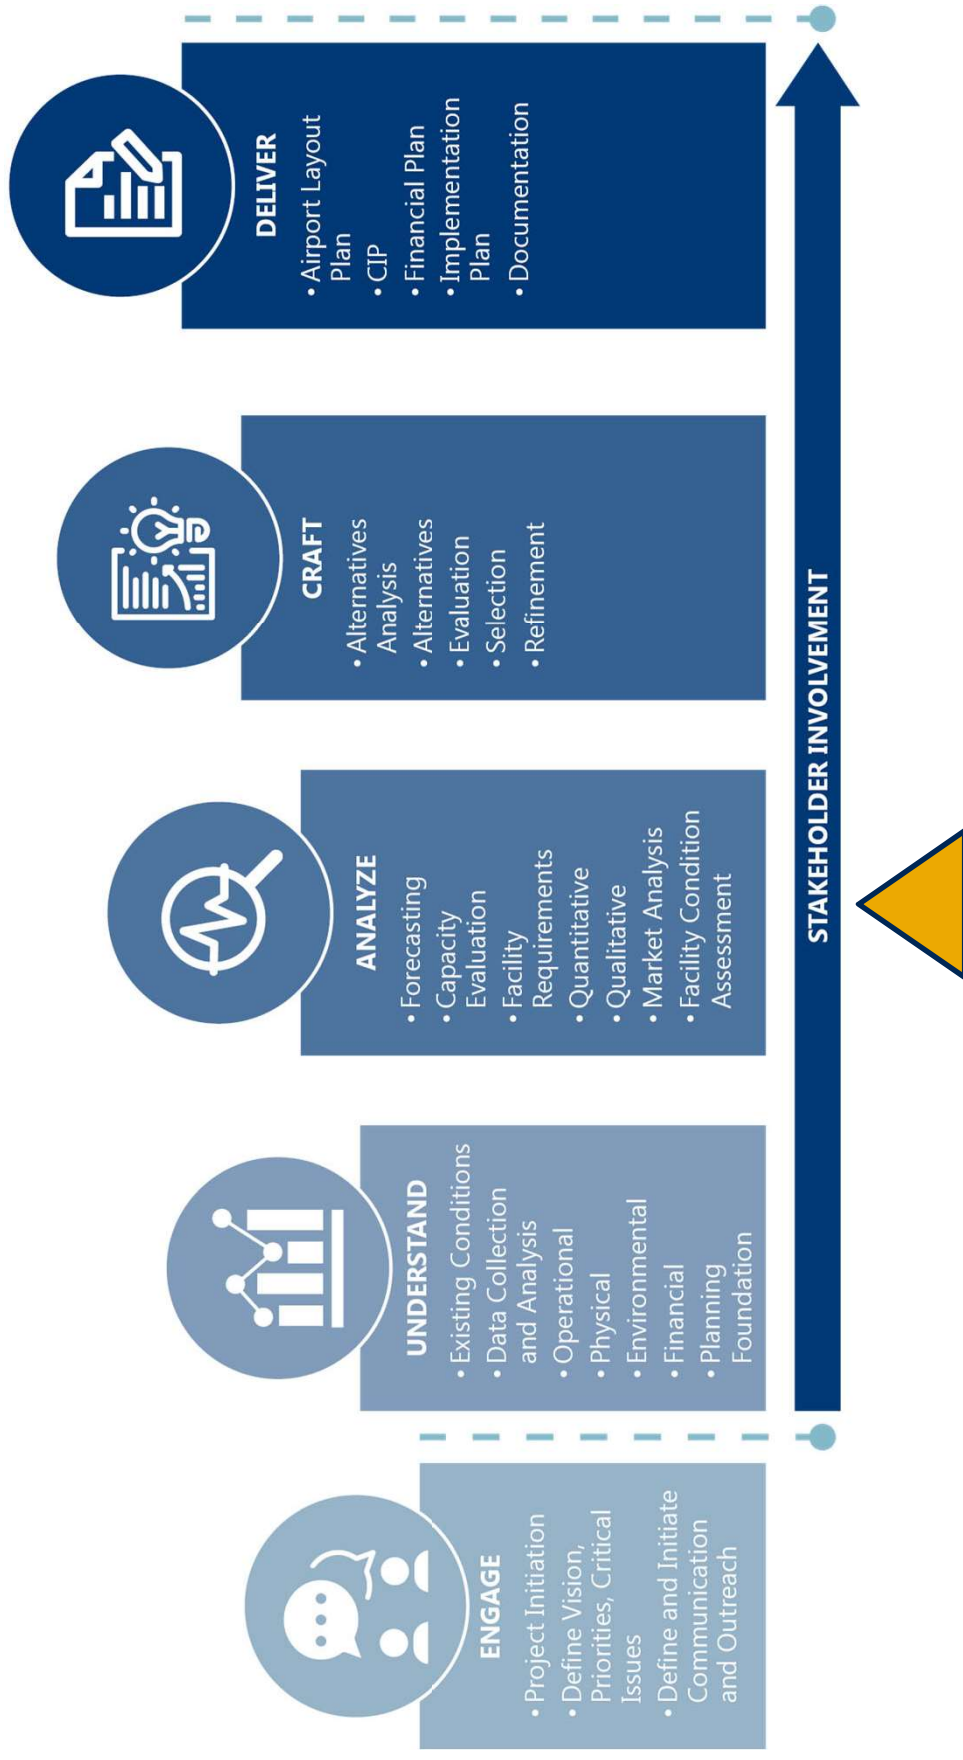 ENGAGE
• Project Initiation
• Define Vision,
Priorities, Critical
Issues
• Define and Initiate
Communication
and Outreach
UNDERSTAND
• Existing Conditions
• Data Collection
and Analysis
• Operational
• Physical
• Environmental
• Financial
• Planning
Foundation
ANALYZE
• Forecasting
• Capacity
Evaluation
• Facility
Requirements
• Quantitative
• Qualitative
• Market Analysis
• Facility Condition
Assessment
CRAFT
• Alternatives
Analysis
• Alternatives
• Evaluation
• Selection
• Refinement
DELIVER
• Airport Layout
Plan
• CIP
• Financial Plan
• Implementation
Plan
• Documentation
STAKEHOLDER INVOLVEMENT